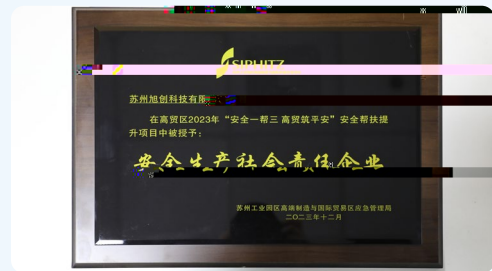 SIPHITZ
苏州旭创科技有限
在高贸区2023年“安全一帮三 高贸筑平安”安全帮扶提
升项目中被授予：
安全生产社会责任企业
苏州工业园区高端制造与国际贸易区应急管理局
二〇二三年十二月